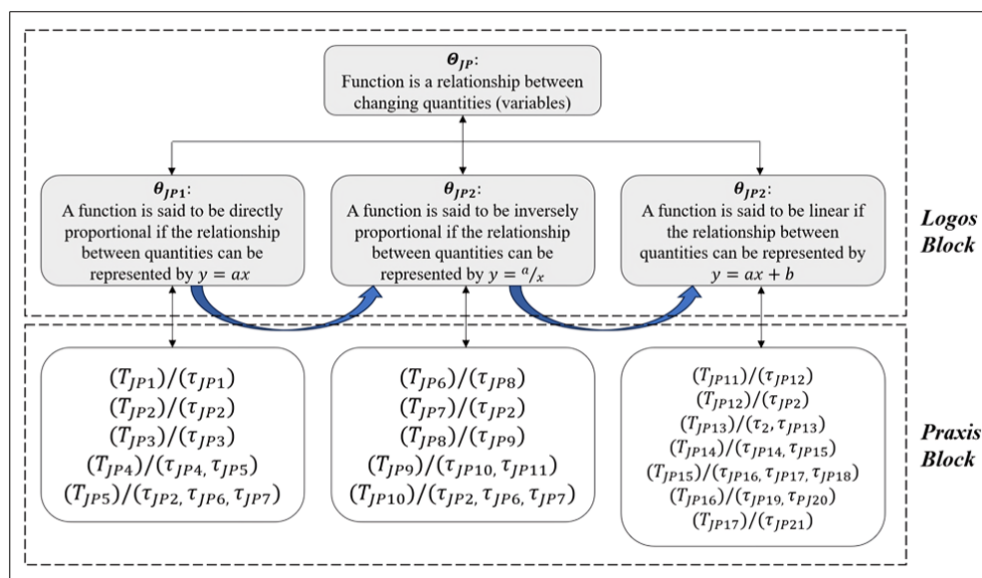 Θ_JP:
Function is a relationship between
changing quantities (variables)
θ_JP1:
A function is said to be directly
proportional if the relationship
between quantities can be
represented by y = ax
θ_JP2:
A function is said to be inversely
proportional if the relationship
between quantities can be
represented by y = a/x
θ_JP2:
A function is said to be linear if
the relationship between
quantities can be represented by
y = ax + b
Logos
Block
(T_JP1)/(τ_JP1)
(T_JP2)/(τ_JP2)
(T_JP3)/(τ_JP3)
(T_JP4)/(τ_JP4, τ_JP5)
(T_JP5)/(τ_JP2, τ_JP6, τ_JP7)
(T_JP6)/(τ_JP8)
(T_JP7)/(τ_JP2)
(T_JP8)/(τ_JP9)
(T_JP9)/(τ_JP10, τ_JP11)
(T_JP10)/(τ_JP2, τ_JP6, τ_JP7)
(T_JP11)/(τ_JP12)
(T_JP12)/(τ_JP2)
(T_JP13)/(τ_2, τ_JP13)
(T_JP14)/(τ_JP14, τ_JP15)
(T_JP15)/(τ_JP16, τ_JP17, τ_JP18)
(T_JP16)/(τ_JP19, τ_PJ20)
(T_JP17)/(τ_JP21)
Praxis
Block